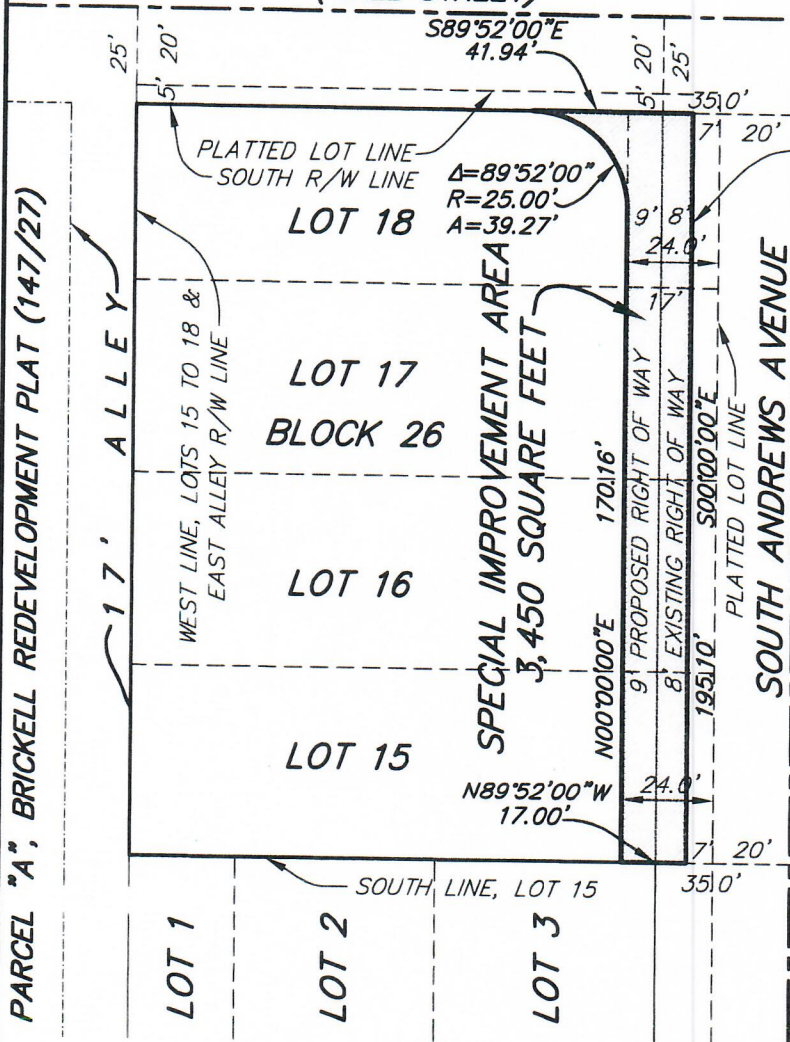 S89°52'00"E
41.94'
25'
20'
5'
5'
20'
25'
35.0'
7'
20'
PLATTED LOT LINE
SOUTH R/W LINE
Δ=89°52'00"
R=25.00'
A=39.27'
LOT 18
9'
8'
24.0'
17'
WEST LINE, LOTS 15 TO 18 &
EAST ALLEY R/W LINE
LOT 17
BLOCK 26
LOT 16
LOT 15
17' ALLEY
PARCEL "A", BRICKELL REDEVELOPMENT PLAT (147/27)
SPECIAL IMPROVEMENT AREA
3,450 SQUARE FEET
N00°00'00"E
170.16'
9' PROPOSED RIGHT OF WAY
8' EXISTING RIGHT OF WAY
195.10'
S00°00'00"E
PLATTED LOT LINE
SOUTH ANDREWS AVENUE
N89°52'00"W
17.00'
24.0'
7'
20'
35.0'
SOUTH LINE, LOT 15
LOT 1
LOT 2
LOT 3